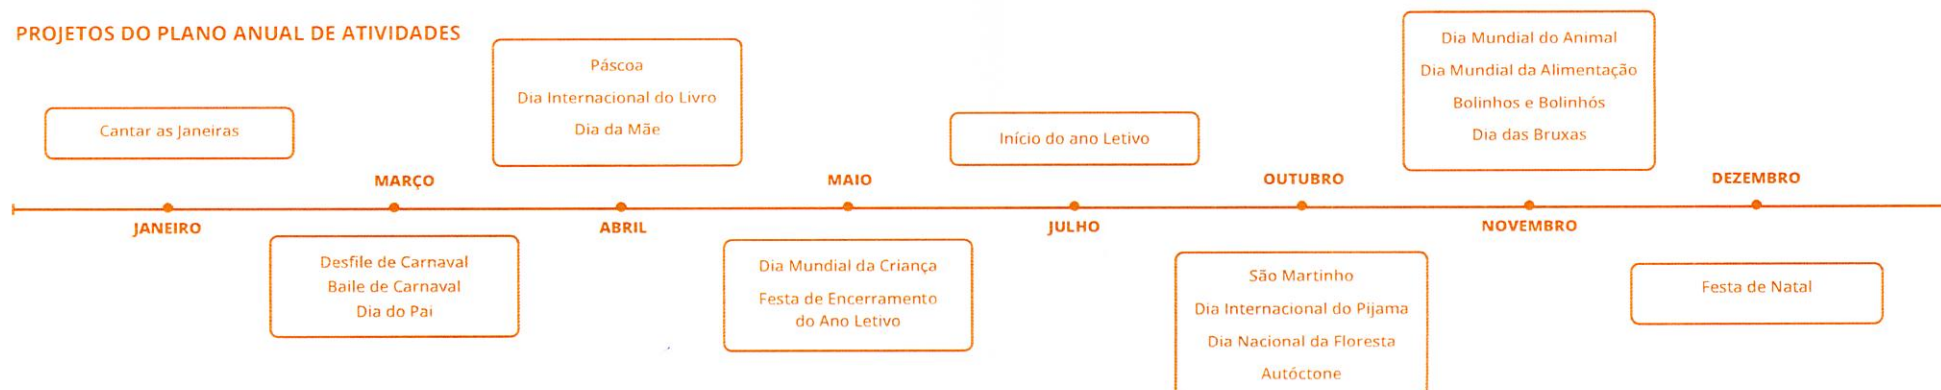 PROJETOS DO PLANO ANUAL DE ATIVIDADES
Cantar as Janeiras
JANEIRO
MARÇO
Desfile de Carnaval
Baile de Carnaval
Dia do Pai
Páscoa
Dia Internacional do Livro
Dia da Mãe
ABRIL
MAIO
Dia Mundial da Criança
Festa de Encerramento
do Ano Letivo
Início do ano Letivo
JULHO
OUTUBRO
São Martinho
Dia Internacional do Pijama
Dia Nacional da Floresta
Autóctone
Dia Mundial do Animal
Dia Mundial da Alimentação
Bolinhos e Bolinhós
Dia das Bruxas
NOVEMBRO
DEZEMBRO
Festa de Natal